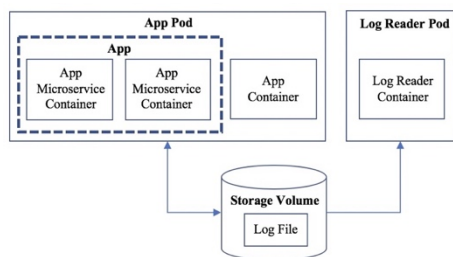 App Pod
App
App
Microservice
Container
App
Microservice
Container
App
Container
Log Reader Pod
Log Reader
Container
Storage Volume
Log File